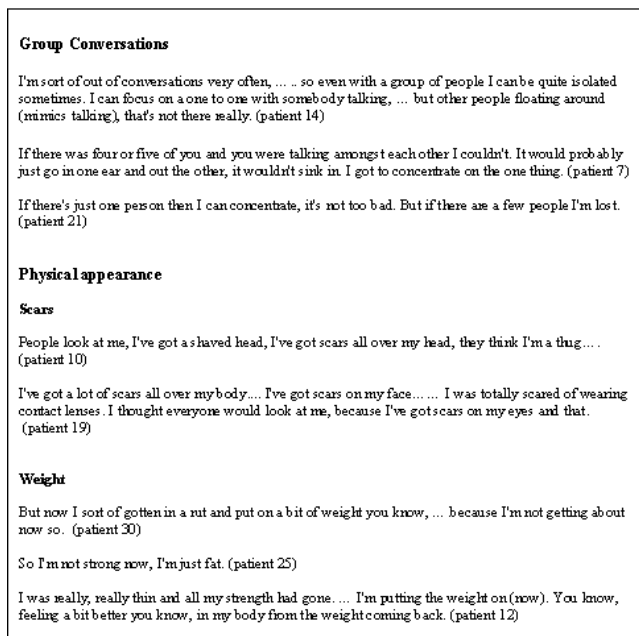 Group Conversations
I'm sort of out of conversations very often, ... .. so even with a group of people I can be quite isolated
sometimes. I can focus on a one to one with somebody talking, ... but other people floating around
(mimics talking), that's not there really. (patient 14)
If there was four or five of you and you were talking amongst each other I couldn't. It would probably
just go in one ear and out the other, it wouldn't sink in. I got to concentrate on the one thing. (patient 7)
If there's just one person then I can concentrate, it's not too bad. But if there are a few people I'm lost.
(patient 21)
Physical appearance
Scars
People look at me, I've got a shaved head, I've got scars all over my head, they think I'm a thug... .
(patient 10)
I've got a lot of scars all over my body.... I've got scars on my face... ... I was totally scared of wearing
contact lenses. I thought everyone would look at me, because I've got scars on my eyes and that.
(patient 19)
Weight
But now I sort of gotten in a rut and put on a bit of weight you know, ... because I'm not getting about
now so. (patient 30)
So I'm not strong now, I'm just fat. (patient 25)
I was really, really thin and all my strength had gone. ... I'm putting the weight on (now). You know,
feeling a bit better you know, in my body from the weight coming back. (patient 12)